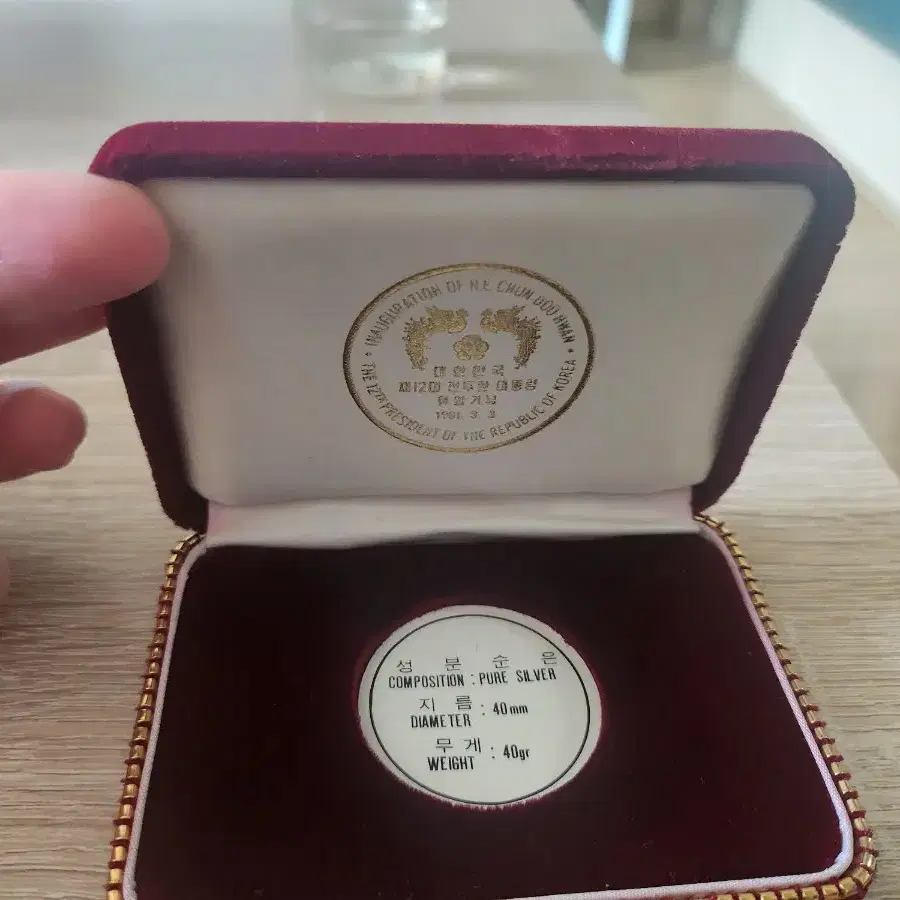 INAUGURATION OF H.E. CHUN DOO HWAN
대한민국
제12대 전두환 대통령
취임기념
1981. 3. 3
THE 12TH PRESIDENT OF THE REPUBLIC OF KOREA
성 분 순 은
COMPOSITION : PURE SILVER
지 름 : 40mm
DIAMETER
무 게 : 40gr
WEIGHT